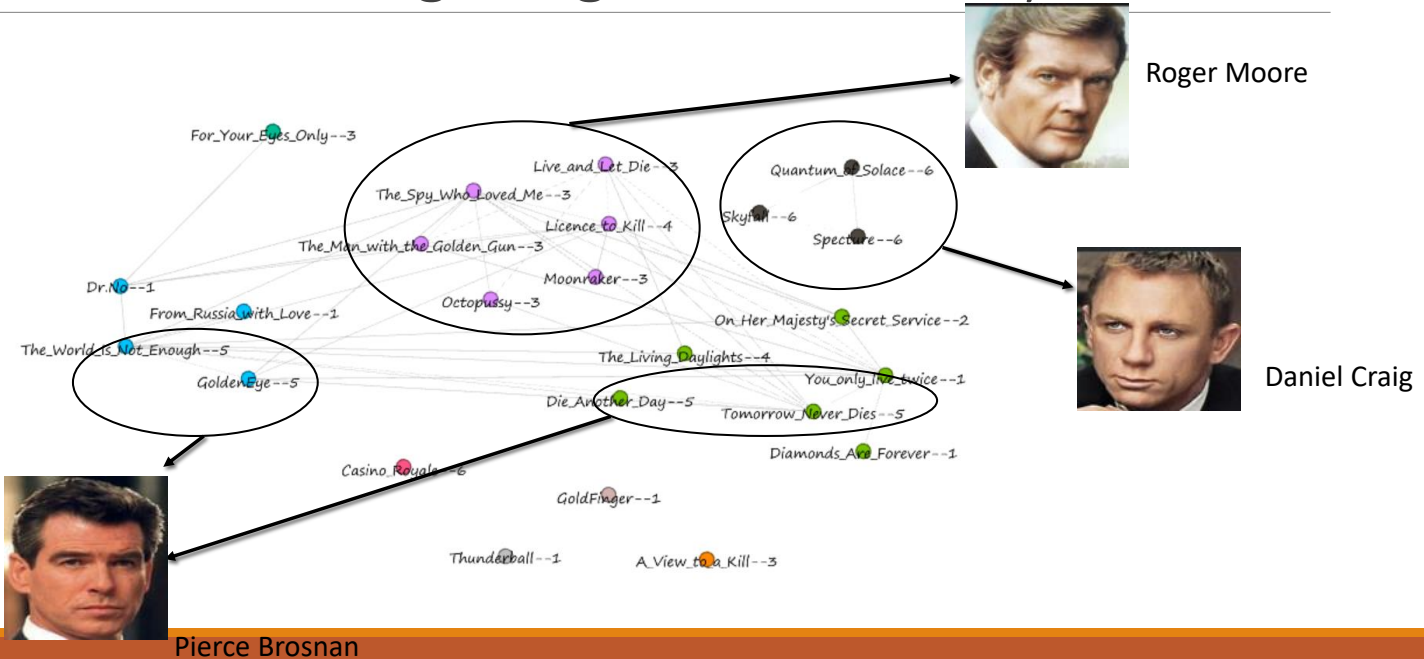 Roger Moore
For_Your_Eyes_Only--3
Live_and_Let_Die--3
Quantum_of_Solace--6
The_Spy_Who_Loved_Me--3
Skyfall--6
Licence_to_Kill--4
Specture--6
The_Man_with_the_Golden_Gun--3
Moonraker--3
Dr.No--1
Octopussy--3
From_Russia_with_Love--1
On_Her_Majesty's_Secret_Service--2
The_World_is_Not_Enough--5
The_Living_Daylights--4
GoldenEye--5
You_only_live_twice--1
Daniel Craig
Die_Another_Day--5
Tomorrow_Never_Dies--5
Diamonds_Are_Forever--1
Casino_Royale--6
GoldFinger--1
Thunderball--1
A_View_to_a_Kill--3
Pierce Brosnan